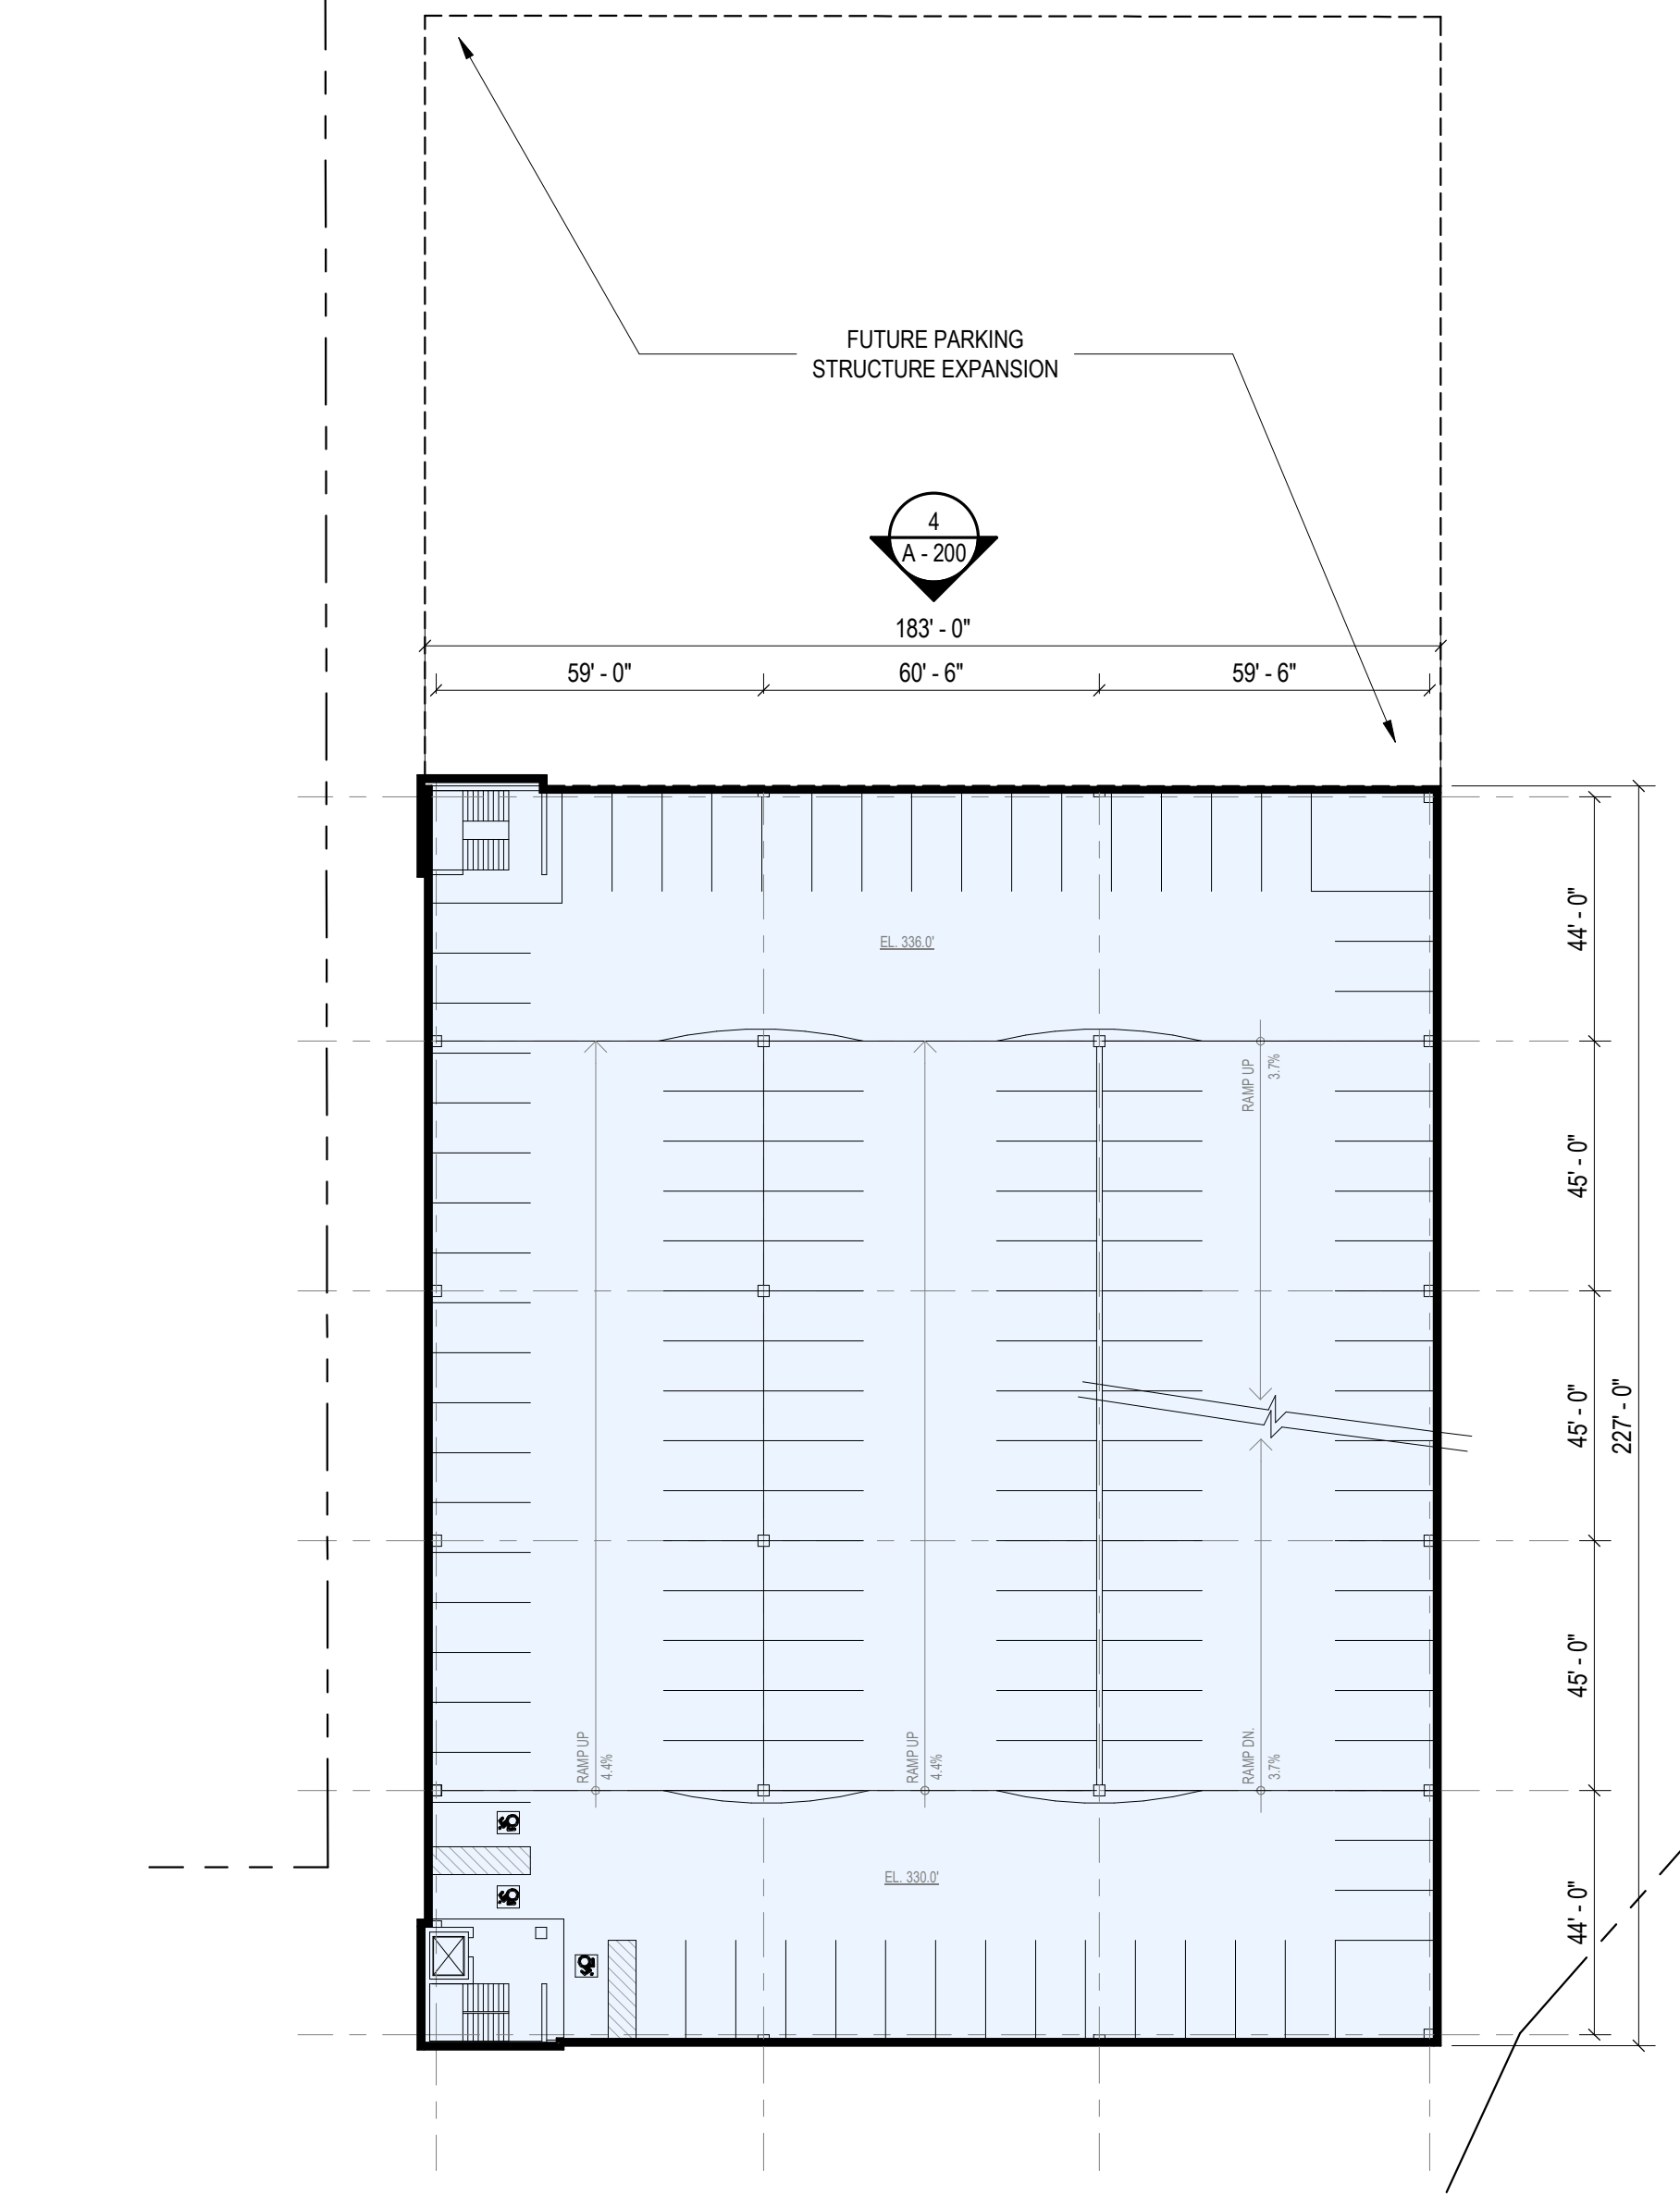 FUTURE PARKING
STRUCTURE EXPANSION
4
A - 200
183' - 0"
59' - 0"
60' - 6"
59' - 6"
44' - 0"
EL. 336.0'
RAMP UP
3.7%
45' - 0"
45' - 0"
227' - 0"
45' - 0"
RAMP UP
4.4%
RAMP UP
4.4%
RAMP DN.
3.7%
EL. 330.0'
44' - 0"